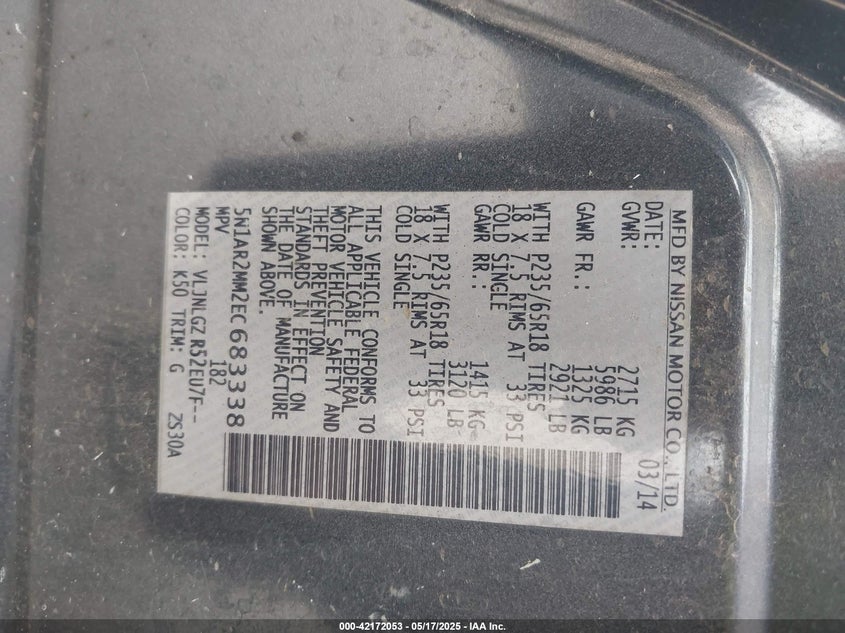 MFD BY NISSAN MOTOR CO., LTD.
DATE: 03/14
GVWR: 2715 KG
5986 LB
GAWR FR.: 1325 KG
2921 LB
WITH P235/65R18 TIRES
18 X 7.5 RIMS AT 33 PSI
COLD SINGLE
GAWR RR.: 1415 KG
3120 LB
WITH P235/65R18 TIRES
18 X 7.5 RIMS AT 33 PSI
COLD SINGLE
THIS VEHICLE CONFORMS TO
ALL APPLICABLE FEDERAL
MOTOR VEHICLE SAFETY AND
THEFT PREVENTION
STANDARDS IN EFFECT ON
THE DATE OF MANUFACTURE
SHOWN ABOVE.
5N1AR2MM2EC683338
MPV 182
MODEL: VLJNLGZ R52EU7F--
COLOR: K50 TRIM: G ZS30A
000-42172053 - 05/17/2025 - IAA Inc.